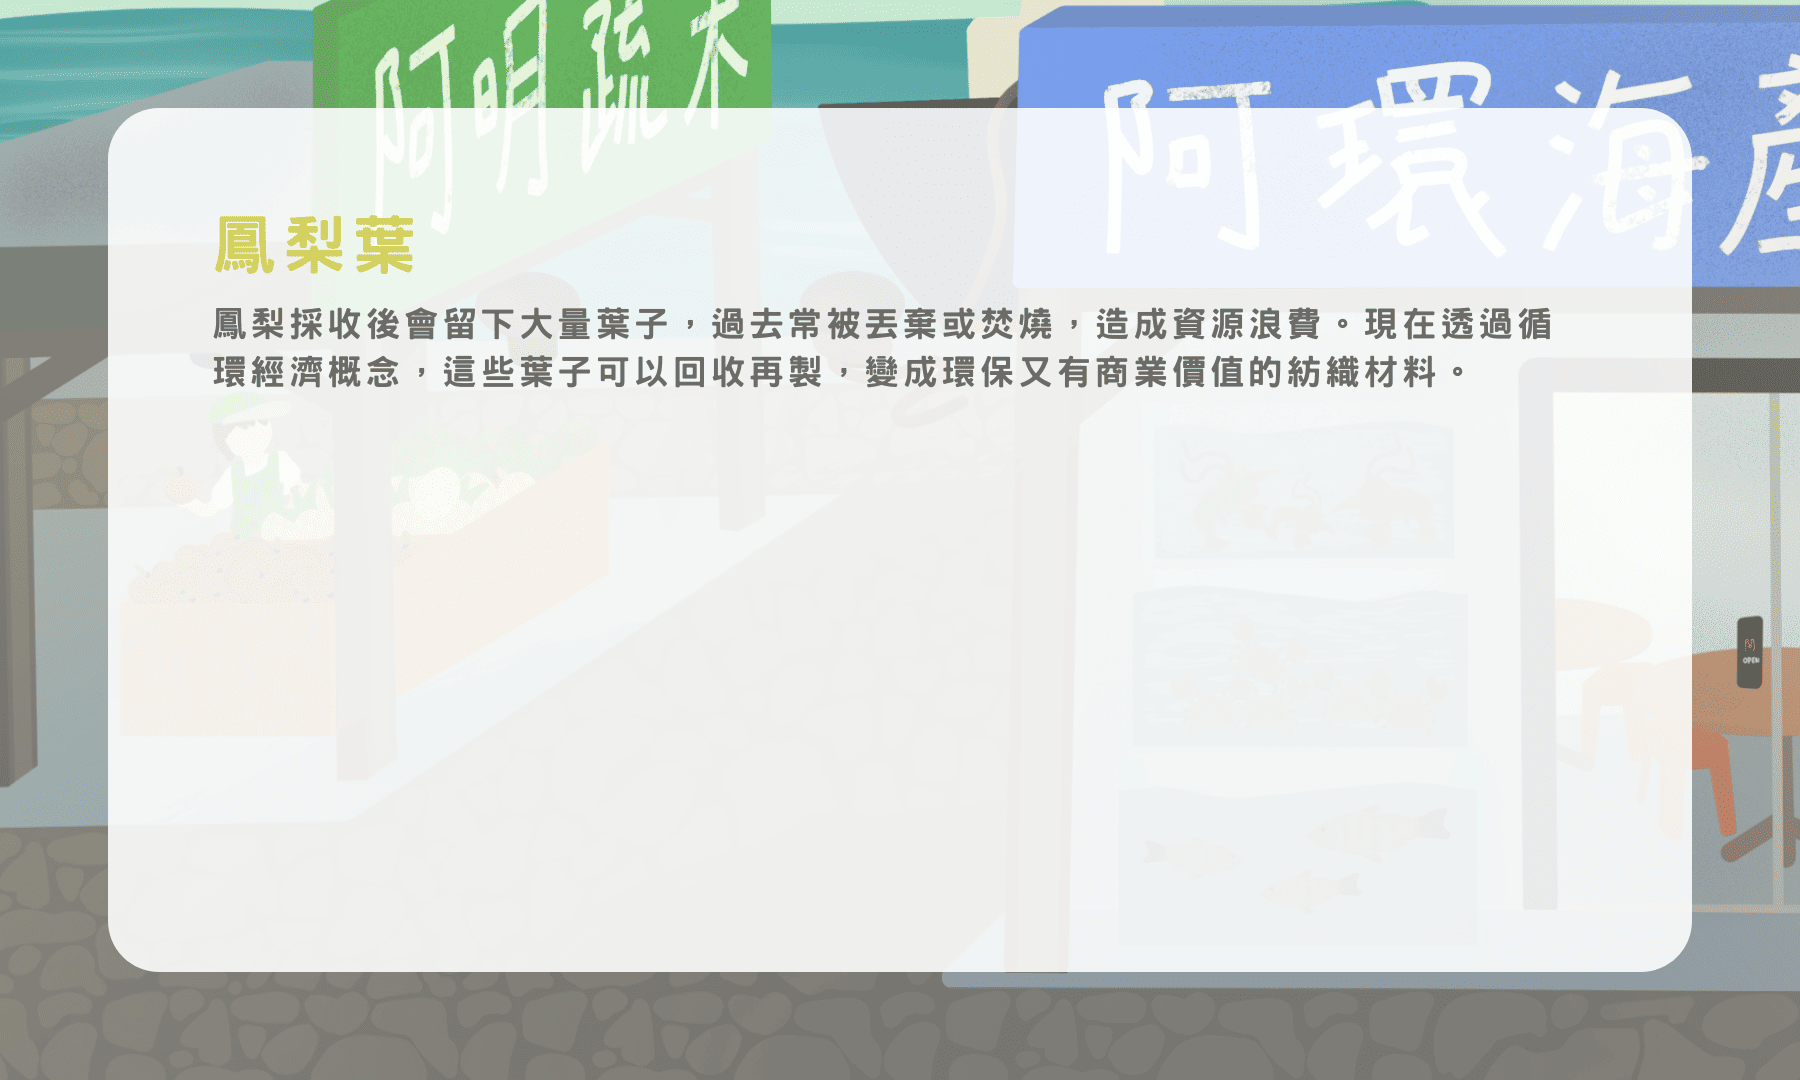 阿明蔬
阿環海產
鳳梨葉
鳳梨採收後會留下大量葉子，過去常被丟棄或焚燒，造成資源浪費。現在透過循
環經濟概念，這些葉子可以回收再製，變成環保又有商業價值的紡織材料。
OPEN